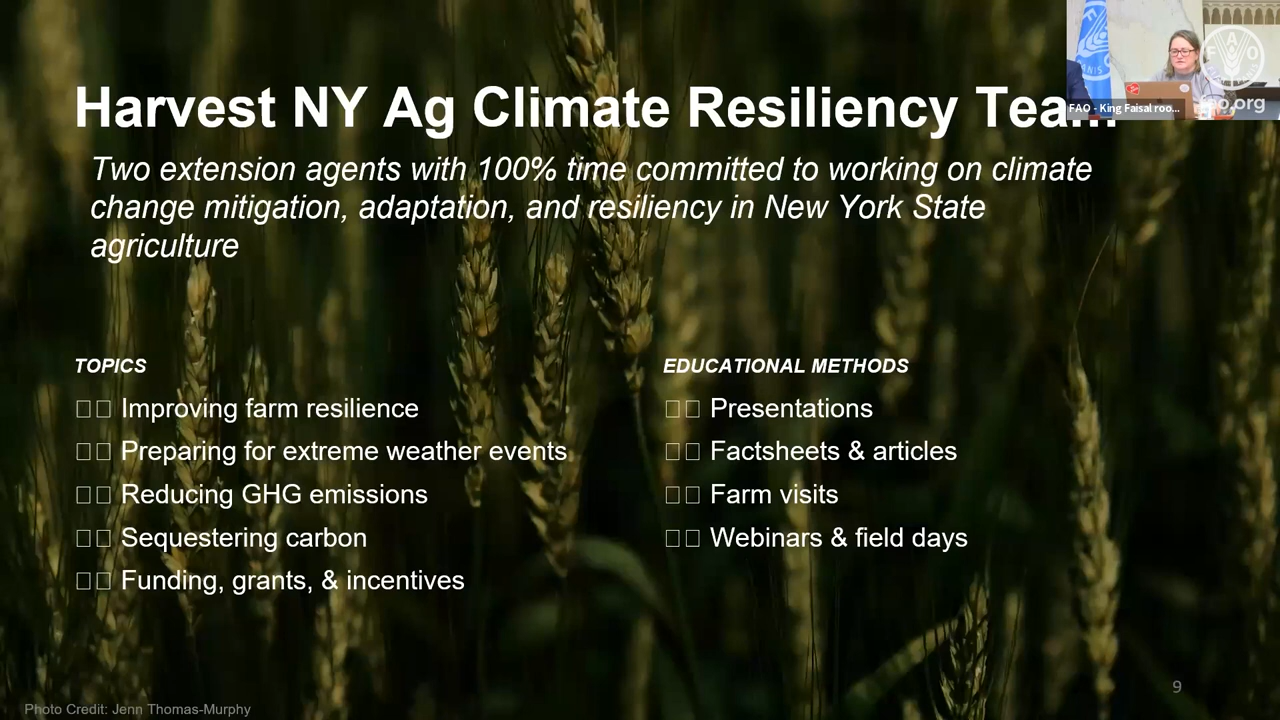 Harvest NY Ag Climate Resiliency
FAO - King Faisal roo...
FAO
.org
Two extension agents with 100% time committed to working on climate
change mitigation, adaptation, and resiliency in New York State
agriculture
TOPICS
Improving farm resilience
Preparing for extreme weather events
Reducing GHG emissions
Sequestering carbon
Funding, grants, & incentives
EDUCATIONAL METHODS
Presentations
Factsheets & articles
Farm visits
Webinars & field days
9
Photo Credit: Jenn Thomas-Murphy